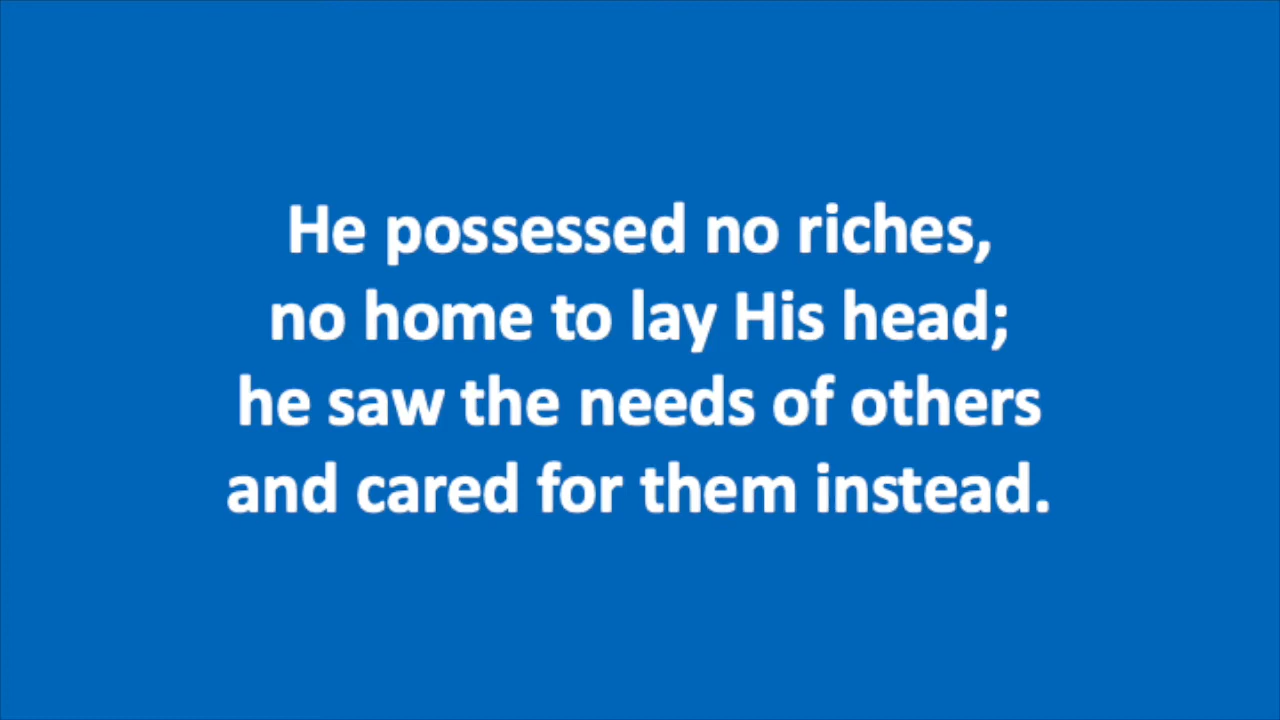 He possessed no riches,
no home to lay His head;
he saw the needs of others
and cared for them instead.